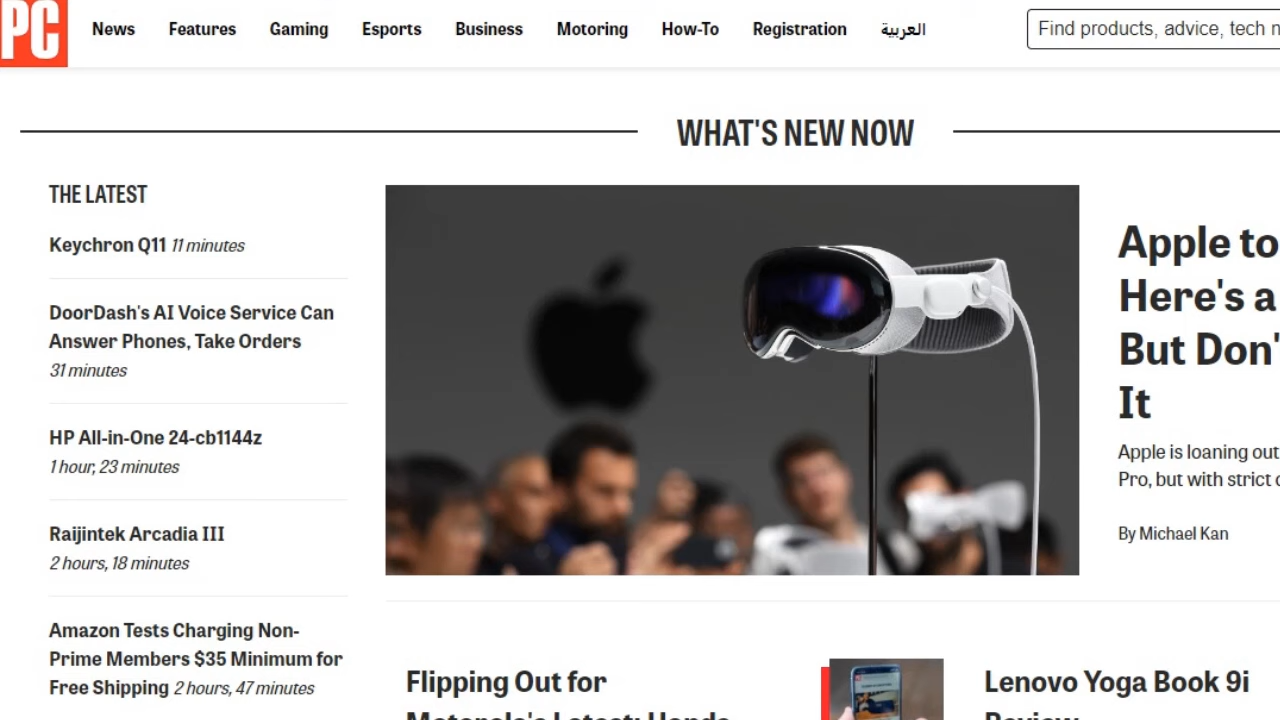 PC News Features Gaming Esports Business Motoring How-To Registration العربية Find products, advice, tech n
WHAT'S NEW NOW
THE LATEST
Keychron Q11 11 minutes
DoorDash's AI Voice Service Can
Answer Phones, Take Orders
31 minutes
HP All-in-One 24-cb1144z
1 hour, 23 minutes
Raijintek Arcadia III
2 hours, 18 minutes
Amazon Tests Charging Non-
Prime Members $35 Minimum for
Free Shipping 2 hours, 47 minutes
Apple to
Here's a
But Don'
It
Apple is loaning out
Pro, but with strict
By Michael Kan
Flipping Out for
Motorola's Latest: Hands
Lenovo Yoga Book 9i
Review